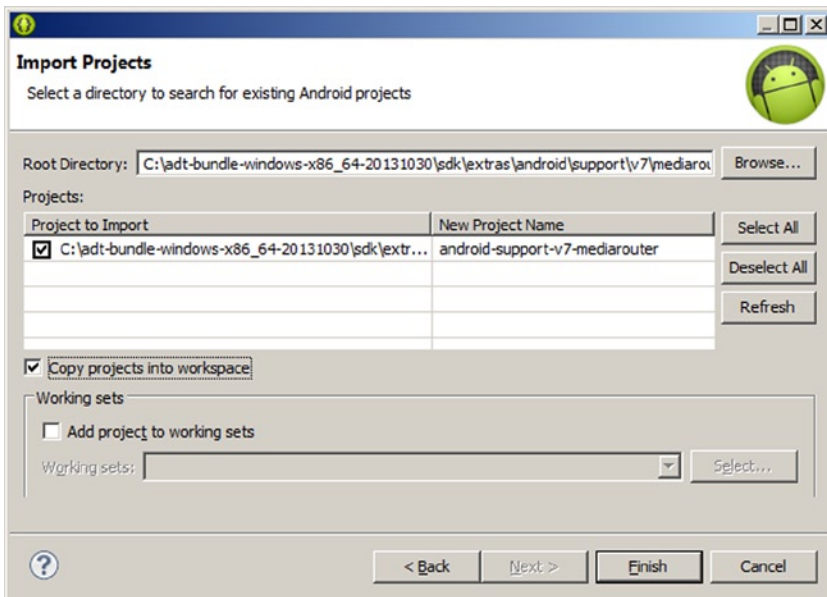 Import Projects
Select a directory to search for existing Android projects
Root Directory: C:\adt-bundle-windows-x86_64-20131030\sdk\extras\android\support\v7\mediarou Browse...
Projects:
Project to Import New Project Name Select All
C:\adt-bundle-windows-x86_64-20131030\sdk\extr... android-support-v7-mediarouter
Deselect All
Refresh
Copy projects into workspace
Working sets
Add project to working sets
Working sets: Select...
? < Back Next > Finish Cancel